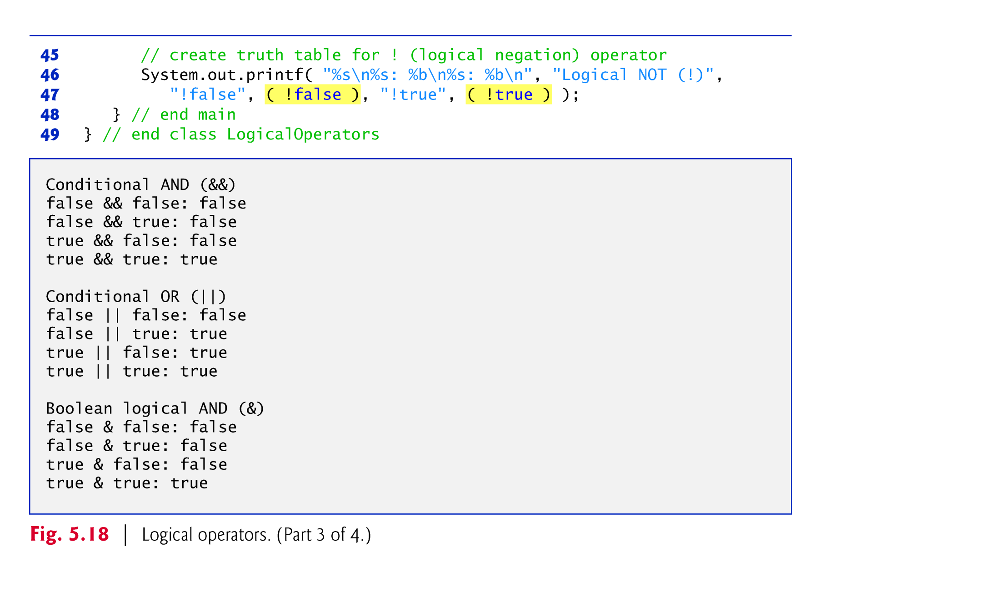 45 // create truth table for ! (logical negation) operator
46 System.out.printf( "%s\n%s: %b\n%s: %b\n", "Logical NOT (!)",
47 "!false", ( !false ), "!true", ( !true ) );
48 } // end main
49 } // end class LogicalOperators
Conditional AND (&&)
false && false: false
false && true: false
true && false: false
true && true: true
Conditional OR (||)
false || false: false
false || true: true
true || false: true
true || true: true
Boolean logical AND (&)
false & false: false
false & true: false
true & false: false
true & true: true
Fig. 5.18 | Logical operators. (Part 3 of 4.)